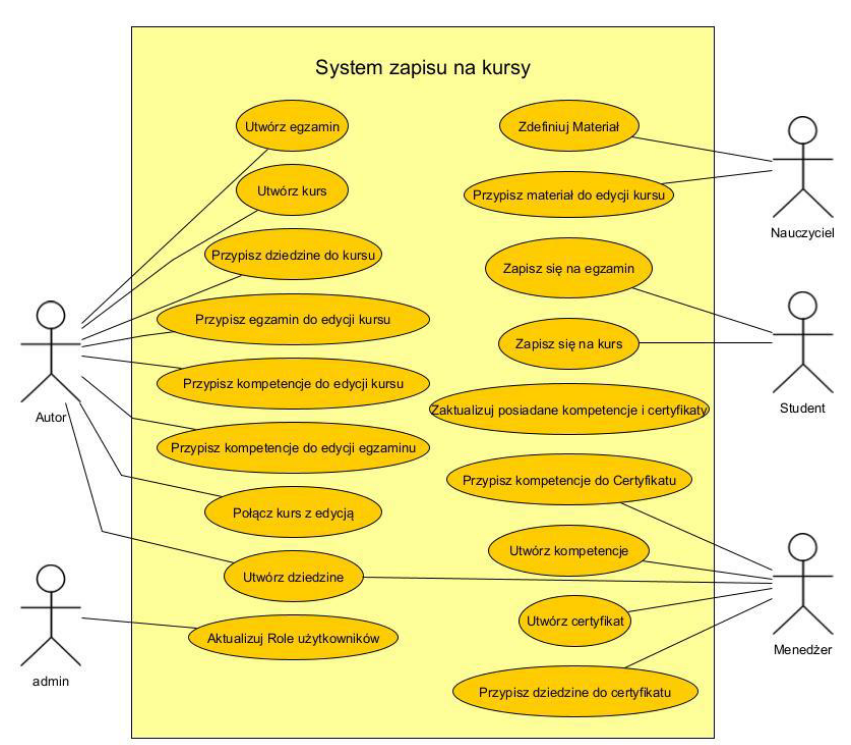 System zapisu na kursy
Utwórz egzamin
Utwórz kurs
Przypisz dziedzine do kursu
Przypisz egzamin do edycji kursu
Przypisz kompetencje do edycji kursu
Przypisz kompetencje do edycji egzaminu
Połącz kurs z edycją
Utwórz dziedzine
Aktualizuj Role użytkowników
Zdefiniuj Materiał
Przypisz materiał do edycji kursu
Zapisz się na egzamin
Zapisz się na kurs
Zaktualizuj posiadane kompetencje i certyfikaty
Przypisz kompetencje do Certyfikatu
Utwórz kompetencje
Utwórz certyfikat
Przypisz dziedzine do certyfikatu
Autor
admin
Nauczyciel
Student
Menedżer